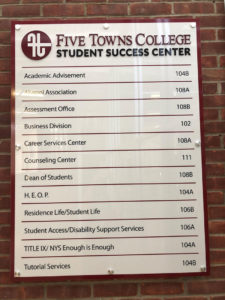 FIVE TOWNS COLLEGE
STUDENT SUCCESS CENTER
Academic Advisement 104B
Alumni Association 108A
Assessment Office 108B
Business Division 102
Career Services Center 108A
Counseling Center 111
Dean of Students 108B
H. E. O. P. 104A
Residence Life/Student Life 106B
Student Access/Disability Support Services 106A
TITLE IX/ NYS Enough is Enough 104A
Tutorial Services 104B